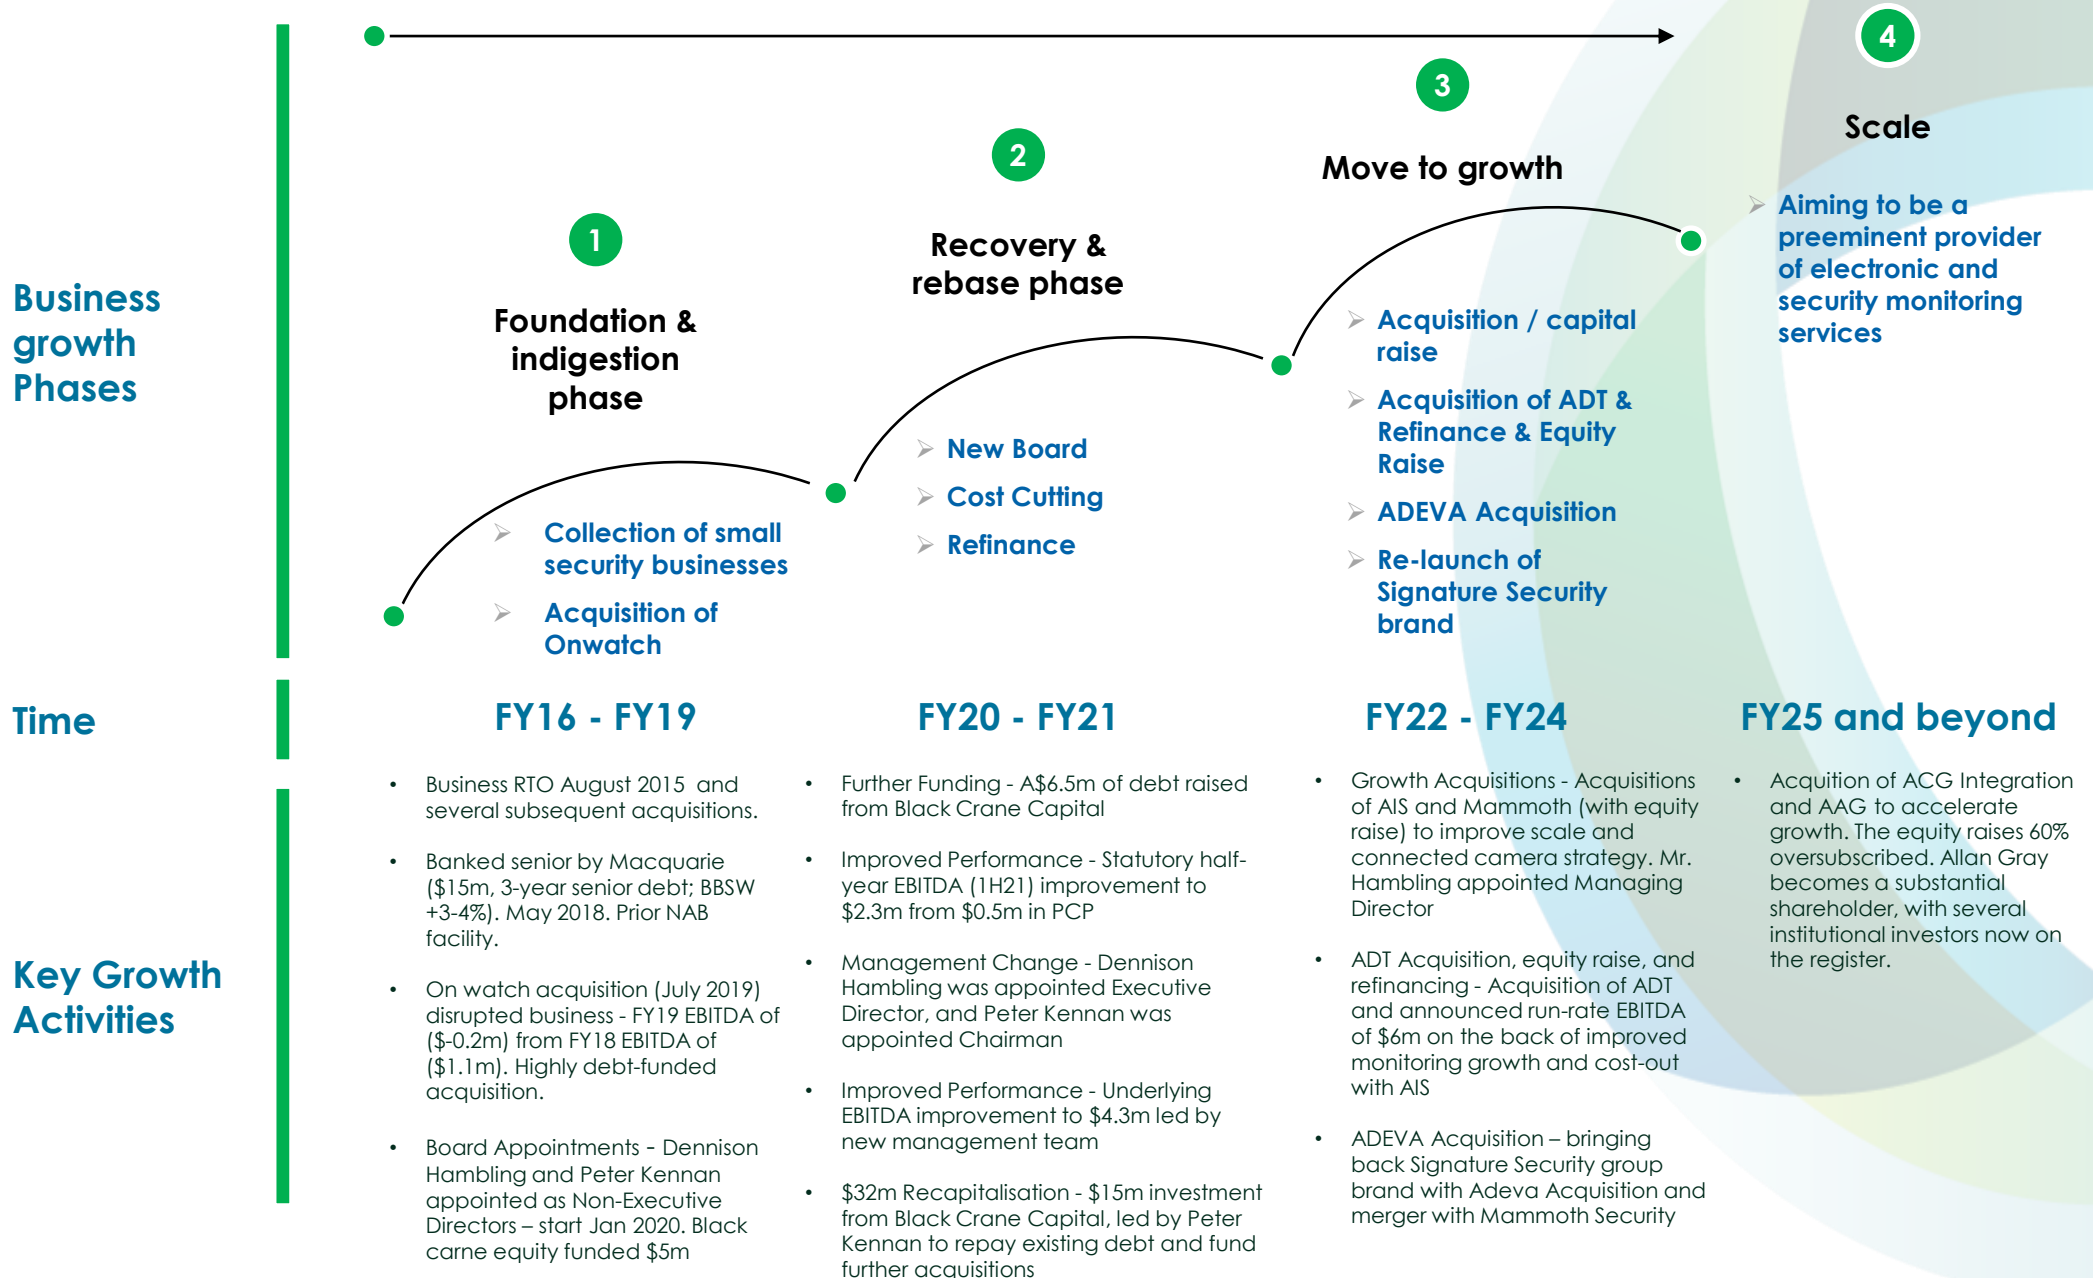 Business
growth
Phases
1
Foundation &
indigestion
phase
➢ Collection of small
security businesses
➢ Acquisition of
Onwatch
2
Recovery &
rebase phase
➢ New Board
➢ Cost Cutting
➢ Refinance
3
Move to growth
➢ Acquisition / capital
raise
➢ Acquisition of ADT &
Refinance & Equity
Raise
➢ ADEVA Acquisition
➢ Re-launch of
Signature Security
brand
4
Scale
➢ Aiming to be a
preeminent provider
of electronic and
security monitoring
services
Time
FY16 - FY19
FY20 - FY21
FY22 - FY24
FY25 and beyond
Key Growth
Activities
• Business RTO August 2015 and
several subsequent acquisitions.
• Banked senior by Macquarie
($15m, 3-year senior debt; BBSW
+3-4%). May 2018. Prior NAB
facility.
• On watch acquisition (July 2019)
disrupted business - FY19 EBITDA of
($-0.2m) from FY18 EBITDA of
($1.1m). Highly debt-funded
acquisition.
• Board Appointments - Dennison
Hambling and Peter Kennan
appointed as Non-Executive
Directors – start Jan 2020. Black
carne equity funded $5m
• Further Funding - A$6.5m of debt raised
from Black Crane Capital
• Improved Performance - Statutory half-
year EBITDA (1H21) improvement to
$2.3m from $0.5m in PCP
• Management Change - Dennison
Hambling was appointed Executive
Director, and Peter Kennan was
appointed Chairman
• Improved Performance - Underlying
EBITDA improvement to $4.3m led by
new management team
• $32m Recapitalisation - $15m investment
from Black Crane Capital, led by Peter
Kennan to repay existing debt and fund
further acquisitions
• Growth Acquisitions - Acquisitions
of AIS and Mammoth (with equity
raise) to improve scale and
connected camera strategy. Mr.
Hambling appointed Managing
Director
• ADT Acquisition, equity raise, and
refinancing - Acquisition of ADT
and announced run-rate EBITDA
of $6m on the back of improved
monitoring growth and cost-out
with AIS
• ADEVA Acquisition – bringing
back Signature Security group
brand with Adeva Acquisition and
merger with Mammoth Security
• Acquition of ACG Integration
and AAG to accelerate
growth. The equity raises 60%
oversubscribed. Allan Gray
becomes a substantial
shareholder, with several
institutional investors now on
the register.